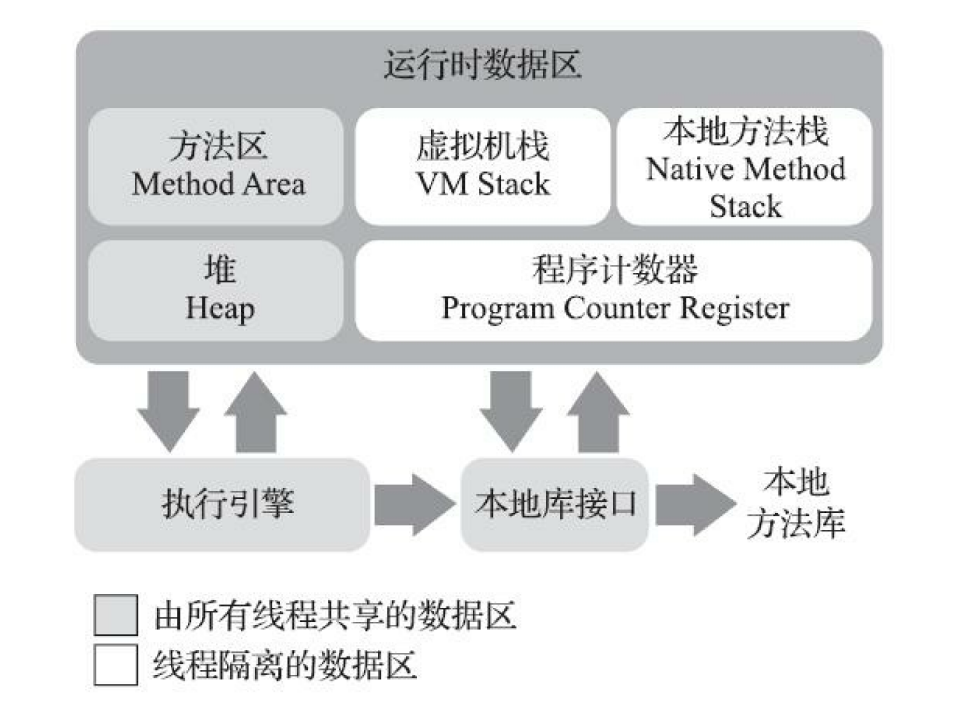 运行时数据区
方法区
Method Area
虚拟机栈
VM Stack
本地方法栈
Native Method
Stack
堆
Heap
程序计数器
Program Counter Register
执行引擎
本地库接口
本地
方法库
由所有线程共享的数据区
线程隔离的数据区